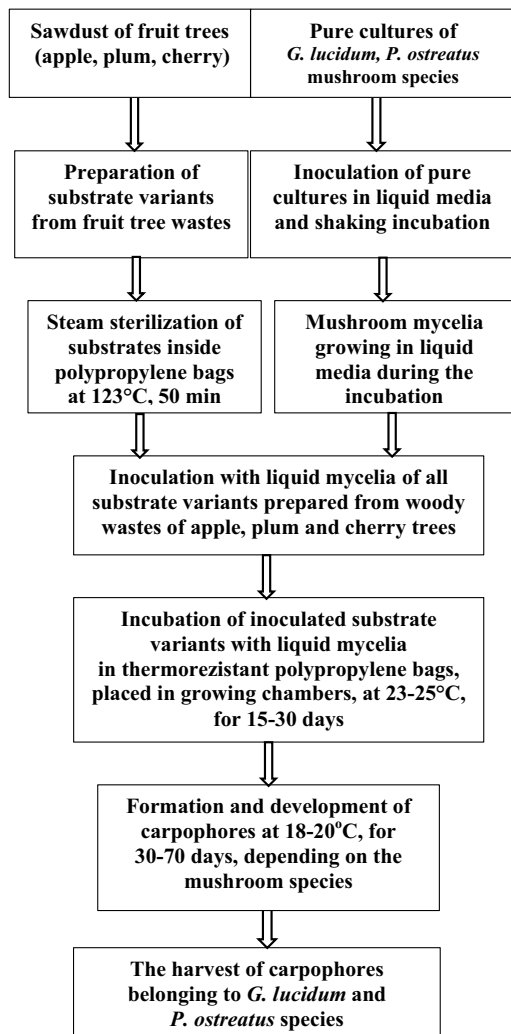 Sawdust of fruit trees
(apple, plum, cherry)
Pure cultures of
G. lucidum, P. ostreatus
mushroom species
Preparation of
substrate variants
from fruit tree wastes
Inoculation of pure
cultures in liquid media
and shaking incubation
Steam sterilization of
substrates inside
polypropylene bags
at 123°C, 50 min
Mushroom mycelia
growing in liquid
media during the
incubation
Inoculation with liquid mycelia of all
substrate variants prepared from woody
wastes of apple, plum and cherry trees
Incubation of inoculated substrate
variants with liquid mycelia
in thermorezistant polypropylene bags,
placed in growing chambers, at 23-25°C,
for 15-30 days
Formation and development of
carpophores at 18-20°C, for
30-70 days, depending on the
mushroom species
The harvest of carpophores
belonging to G. lucidum and
P. ostreatus species